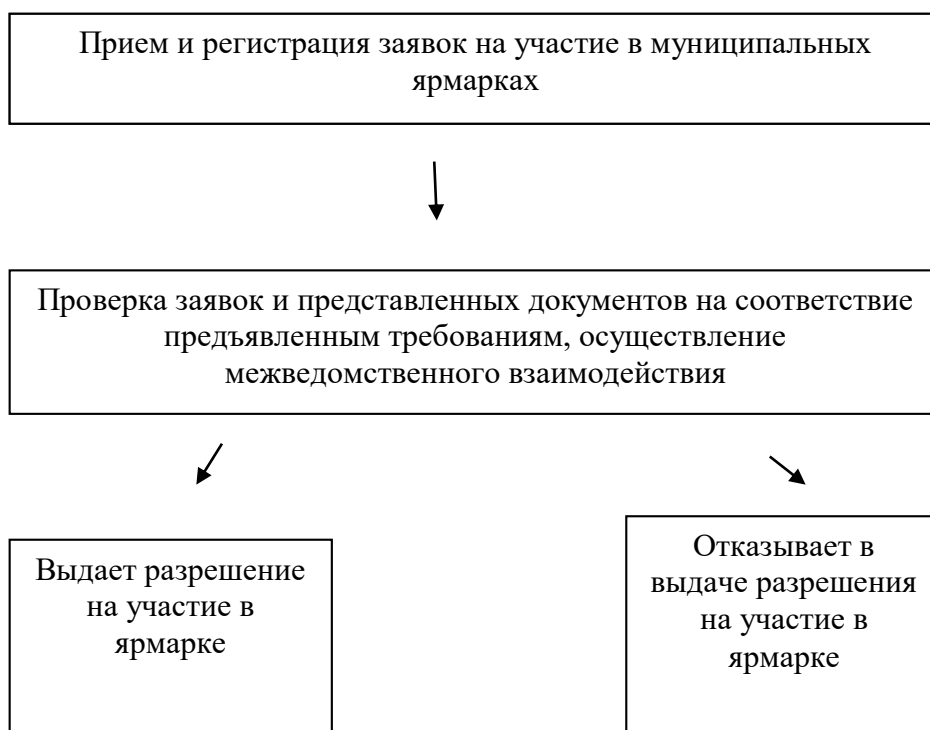 Прием и регистрация заявок на участие в муниципальных
ярмарках
Проверка заявок и представленных документов на соответствие
предъявленным требованиям, осуществление
межведомственного взаимодействия
Выдает разрешение
на участие в
ярмарке
Отказывает в
выдаче разрешения
на участие в
ярмарке